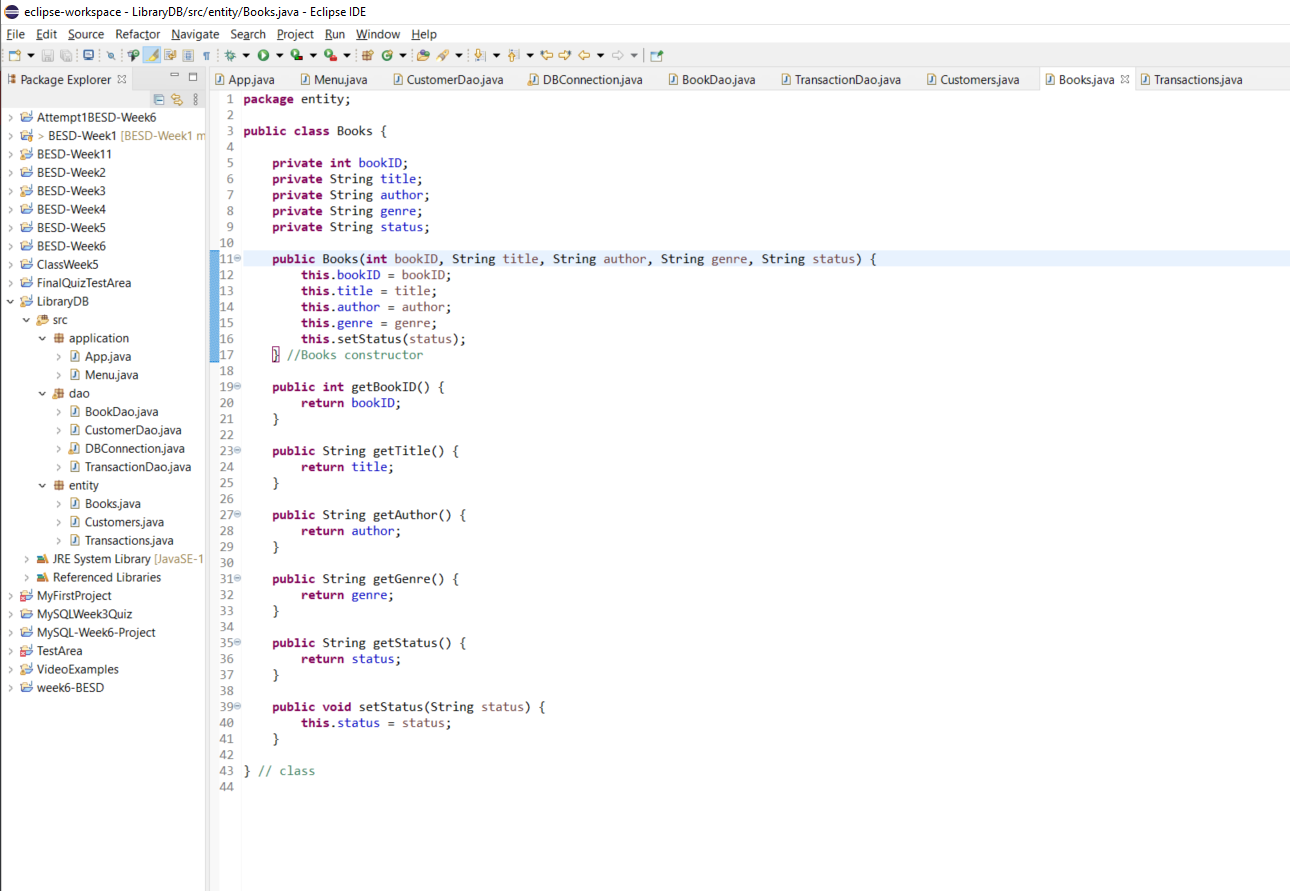 eclipse-workspace - LibraryDB/src/entity/Books.java - Eclipse IDE
File Edit Source Refactor Navigate Search Project Run Window Help
Package Explorer
App.java Menu.java CustomerDao.java DBConnection.java BookDao.java TransactionDao.java Customers.java Books.java Transactions.java
Attempt1BESD-Week6
> BESD-Week1 [BESD-Week1 m
BESD-Week11
BESD-Week2
BESD-Week3
BESD-Week4
BESD-Week5
BESD-Week6
ClassWeek5
FinalQuizTestArea
LibraryDB
src
application
App.java
Menu.java
dao
BookDao.java
CustomerDao.java
DBConnection.java
TransactionDao.java
entity
Books.java
Customers.java
Transactions.java
JRE System Library [JavaSE-1
Referenced Libraries
MyFirstProject
MySQLWeek3Quiz
MySQL-Week6-Project
TestArea
VideoExamples
week6-BESD
1 package entity;
2
3 public class Books {
4
5     private int bookID;
6     private String title;
7     private String author;
8     private String genre;
9     private String status;
10
11     public Books(int bookID, String title, String author, String genre, String status) {
12         this.bookID = bookID;
13         this.title = title;
14         this.author = author;
15         this.genre = genre;
16         this.setStatus(status);
17     } //Books constructor
18
19     public int getBookID() {
20         return bookID;
21     }
22
23     public String getTitle() {
24         return title;
25     }
26
27     public String getAuthor() {
28         return author;
29     }
30
31     public String getGenre() {
32         return genre;
33     }
34
35     public String getStatus() {
36         return status;
37     }
38
39     public void setStatus(String status) {
40         this.status = status;
41     }
42
43 } // class
44